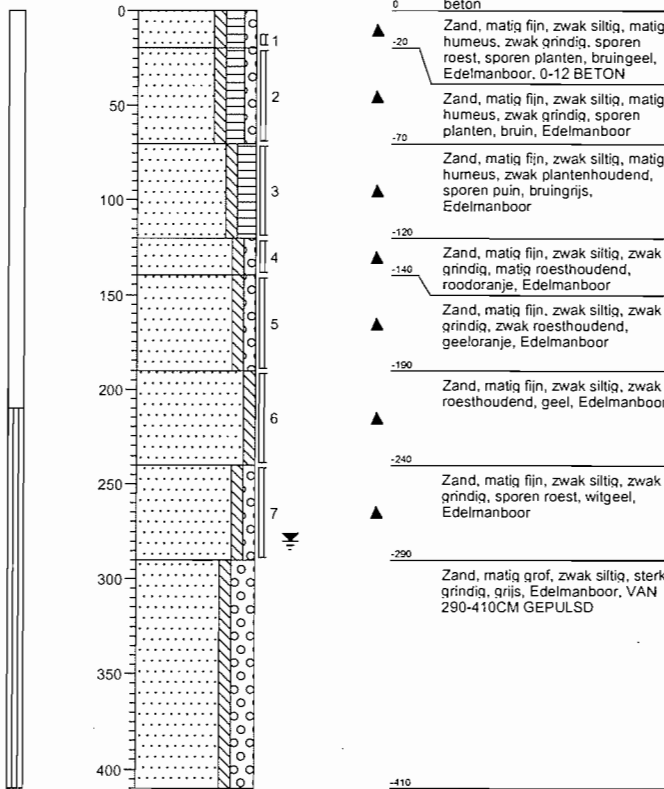 0
50
100
150
200
250
300
350
400
1
2
3
4
5
6
7
0 beton
Zand, matig fijn, zwak siltig, matig
humeus, zwak grindig, sporen
roest, sporen planten, bruingeel,
Edelmanboor, 0-12 BETON
-20
Zand, matig fijn, zwak siltig, matig
humeus, zwak grindig, sporen
planten, bruin, Edelmanboor
-70
Zand, matig fijn, zwak siltig, matig
humeus, zwak plantenhoudend,
sporen puin, bruingrijs,
Edelmanboor
-120
Zand, matig fijn, zwak siltig, zwak
grindig, matig roesthoudend,
roodoranje, Edelmanboor
-140
Zand, matig fijn, zwak siltig, zwak
grindig, zwak roesthoudend,
geeloranje, Edelmanboor
-190
Zand, matig fijn, zwak siltig, zwak
roesthoudend, geel, Edelmanboor
-240
Zand, matig fijn, zwak siltig, zwak
grindig, sporen roest, witgeel,
Edelmanboor
-290
Zand, matig grof, zwak siltig, sterk
grindig, grijs, Edelmanboor, VAN
290-410CM GEPULSD
-410